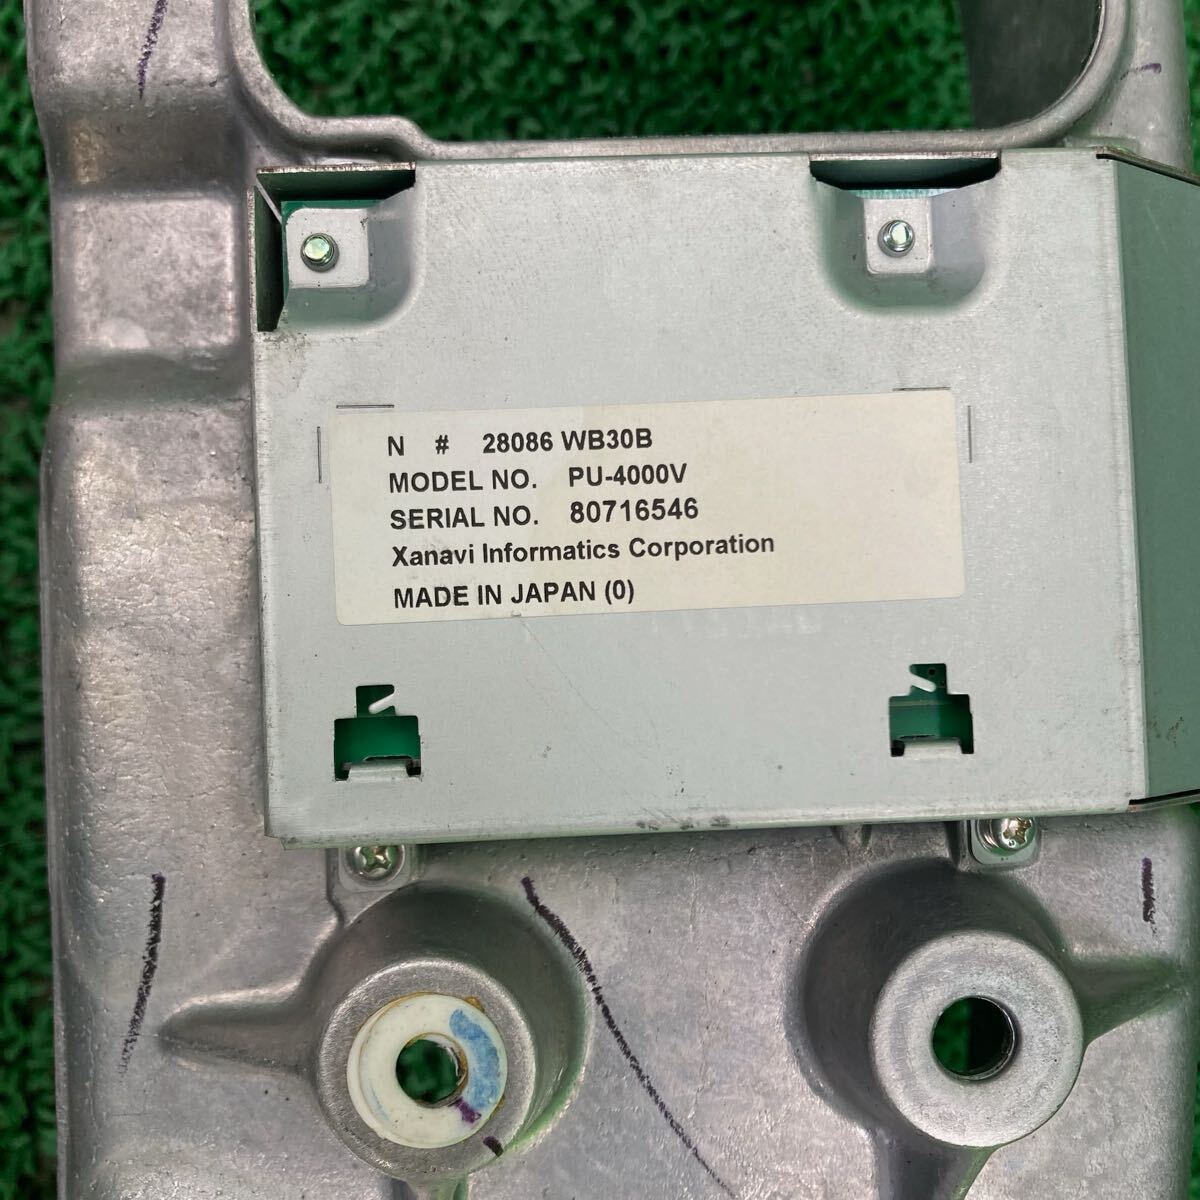 N # 28086 WB30B
MODEL NO. PU-4000V
SERIAL NO. 80716546
Xanavi Informatics Corporation
MADE IN JAPAN (0)